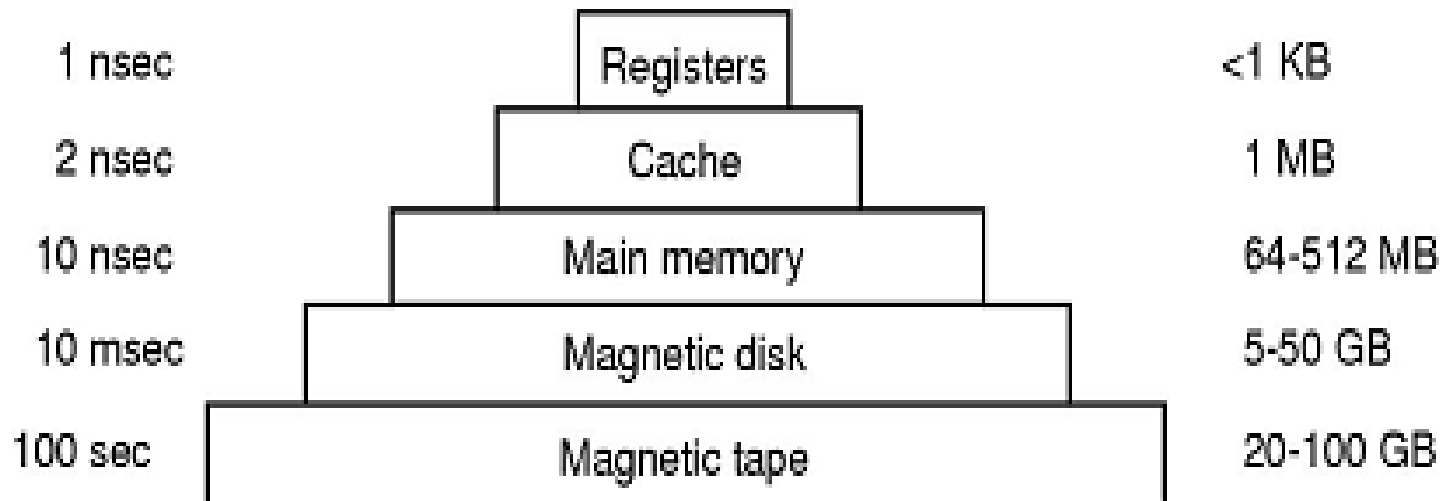 1 nsec Registers <1 KB
2 nsec Cache 1 MB
10 nsec Main memory 64-512 MB
10 msec Magnetic disk 5-50 GB
100 sec Magnetic tape 20-100 GB